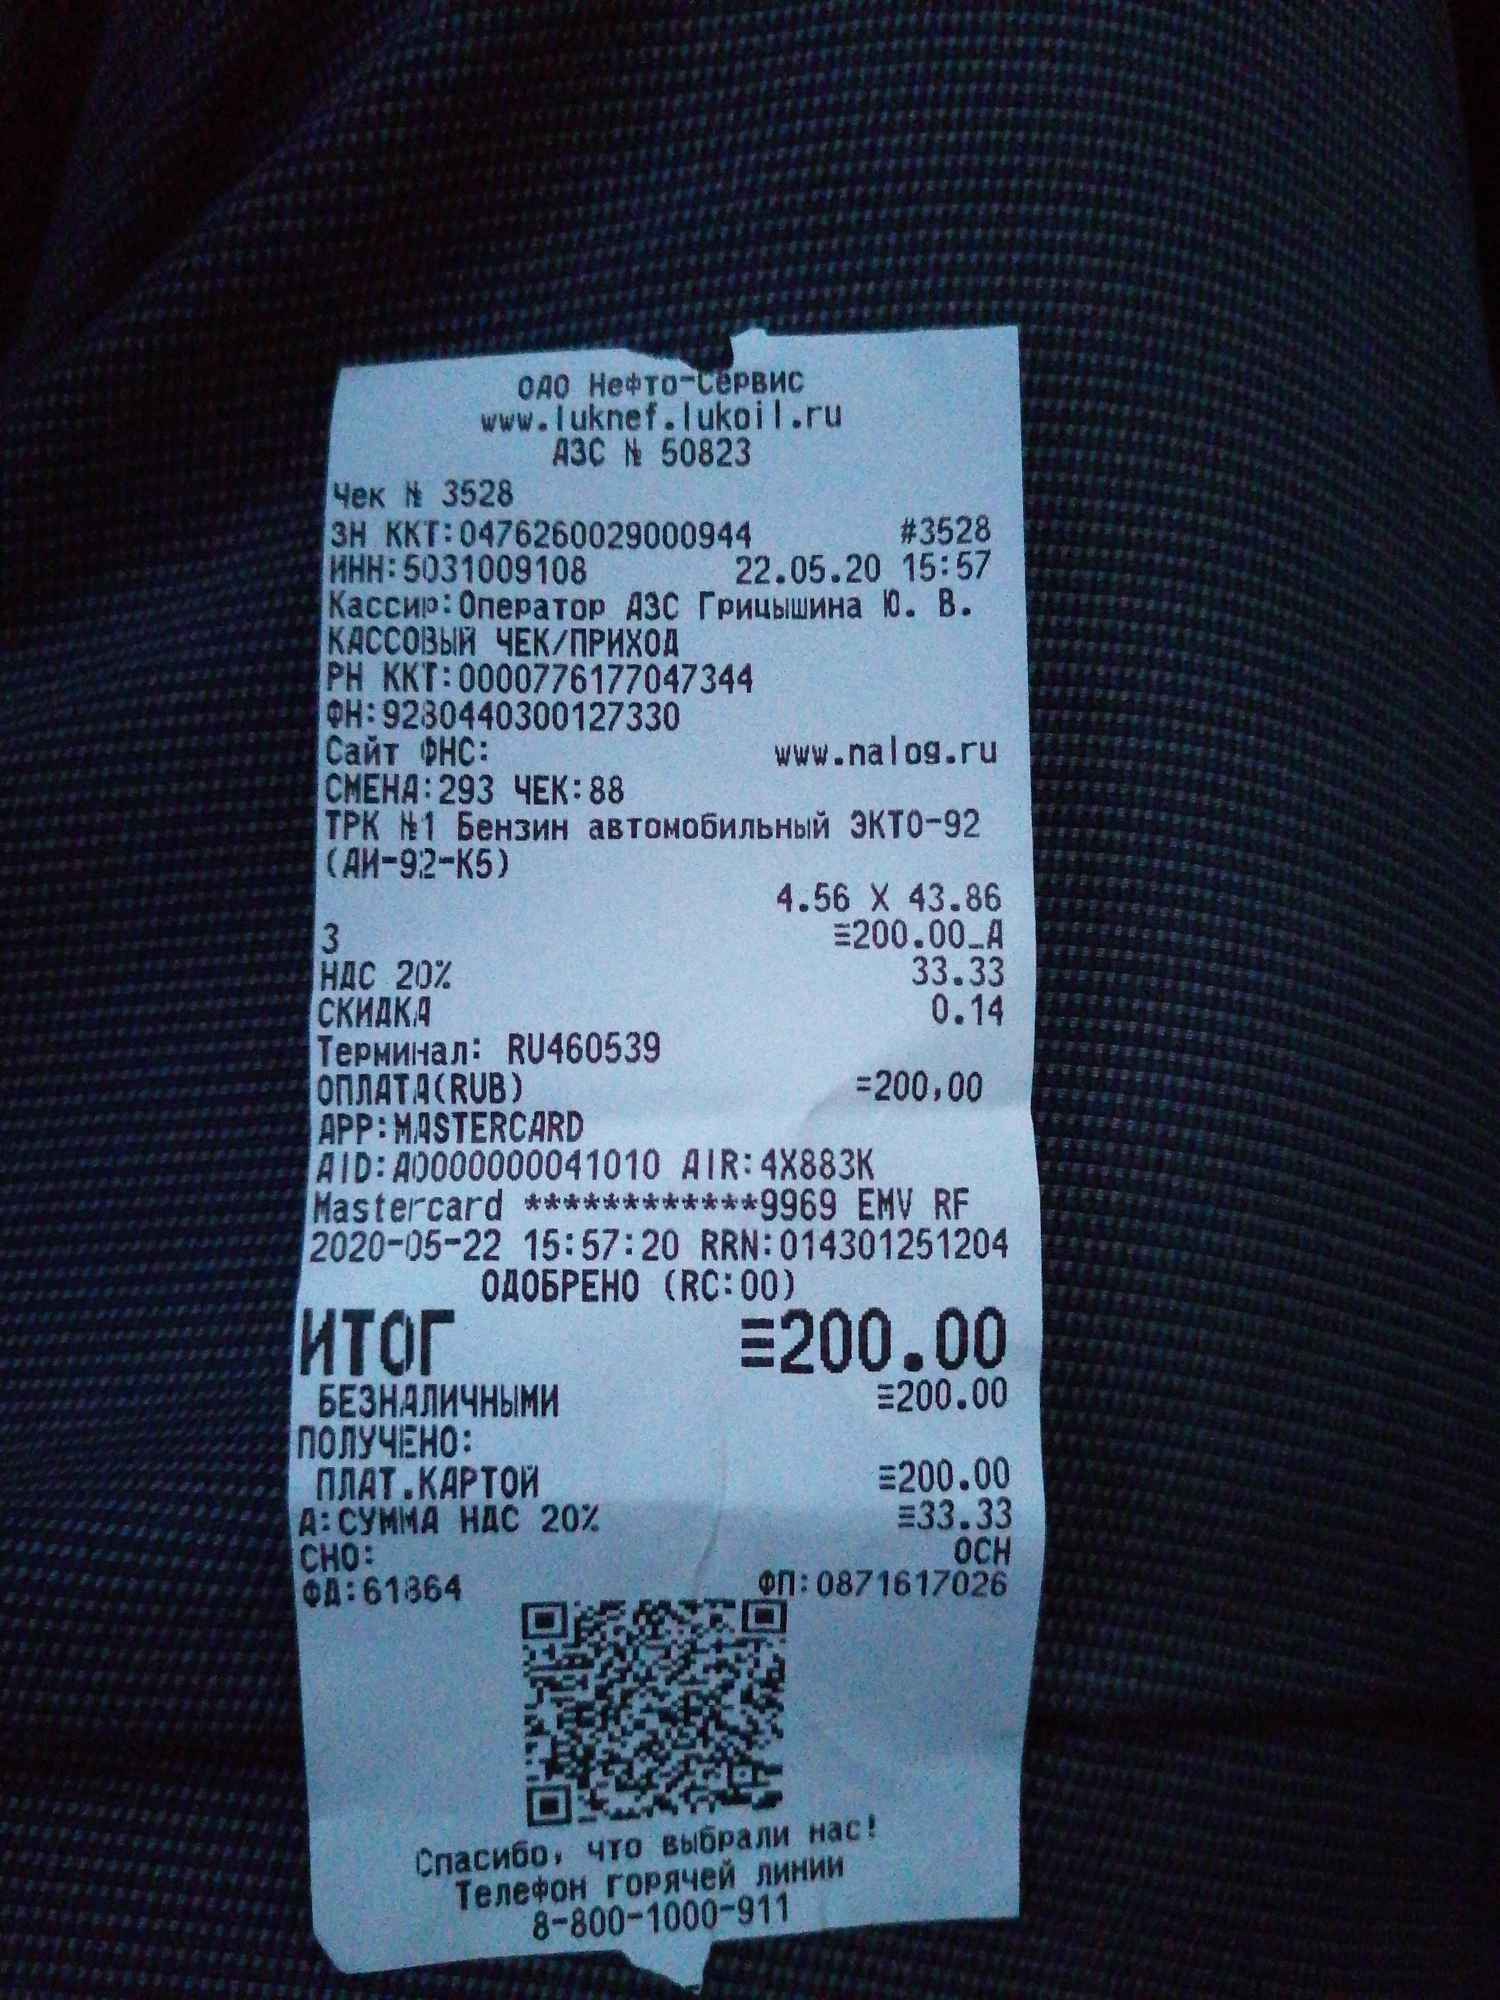 ОАО Нефто-Сервис
www.luknef.lukoil.ru
АЗС № 50823
Чек № 3528
ЗН ККТ:0476260029000944 #3528
ИНН:5031009108 22.05.20 15:57
Кассир:Оператор АЗС Грицышина Ю. В.
КАССОВЫЙ ЧЕК/ПРИХОД
РН ККТ:0000776177047344
ФН:9280440300127330
Сайт ФНС: www.nalog.ru
СМЕНА:293 ЧЕК:88
ТРК №1 Бензин автомобильный ЭКТО-92
(АИ-92-К5)
4.56 X 43.86
3 ≡200.00_А
НДС 20% 33.33
СКИДКА 0.14
Терминал: RU460539
ОПЛАТА(RUB) =200,00
APP:MASTERCARD
AID:A0000000041010 AIR:4X883K
Mastercard ************9969 EMV RF
2020-05-22 15:57:20 RRN:014301251204
ОДОБРЕНО (RC:00)
ИТОГ ≡200.00
БЕЗНАЛИЧНЫМИ ≡200.00
ПОЛУЧЕНО:
ПЛАТ.КАРТОЙ ≡200.00
А:СУММА НДС 20% ≡33.33
СНО: ОСН
ФД:61864 ФП:0871617026
Спасибо, что выбрали нас!
Телефон горячей линии
8-800-1000-911